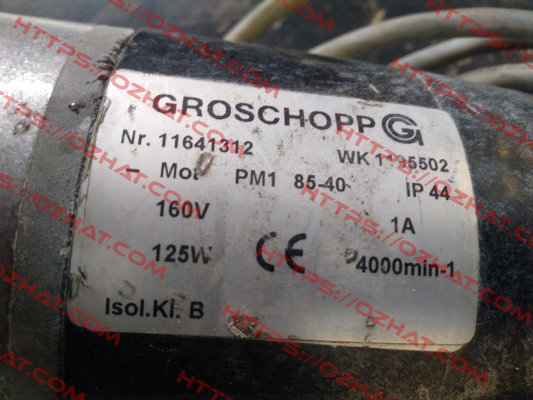 GROSCHOPP G
Nr. 11641312 WK 1195502
– Mot PM1 85-40 IP 44
160V 1A
125W CE 4000min-1
Isol.Kl. B
HTTPS://OZHAT.COM